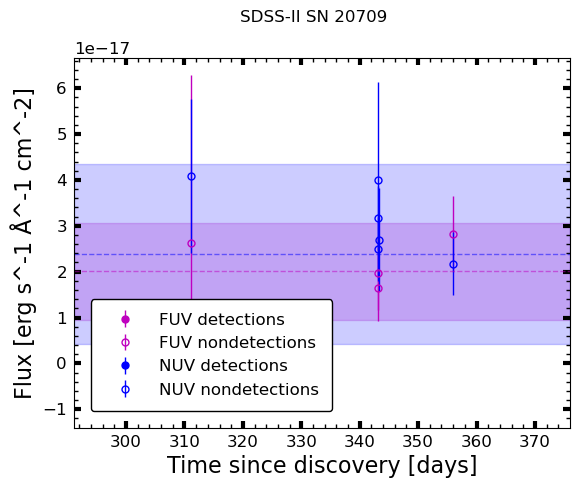 SDSS-II SN 20709
1e−17
Flux [erg s^-1 Å^-1 cm^-2]
6
5
4
3
2
1
0
−1
FUV detections
FUV nondetections
NUV detections
NUV nondetections
300 310 320 330 340 350 360 370
Time since discovery [days]